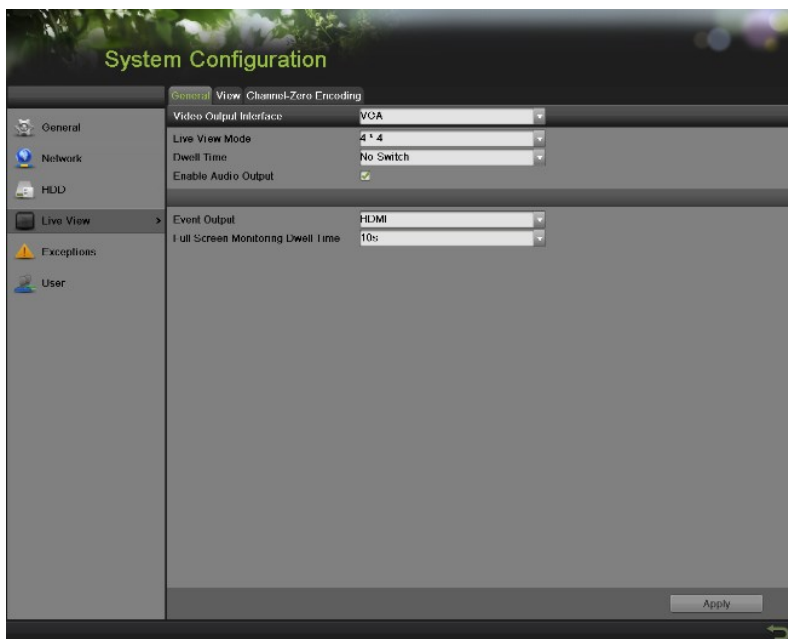 System Configuration
General View Channel-Zero Encoding
Video Output Interface VGA
General
Live View Mode 4 * 4
Network
Dwell Time No Switch
Enable Audio Output
HDD
Live View > Event Output HDMI
Full Screen Monitoring Dwell Time 10s
Exceptions
User
Apply